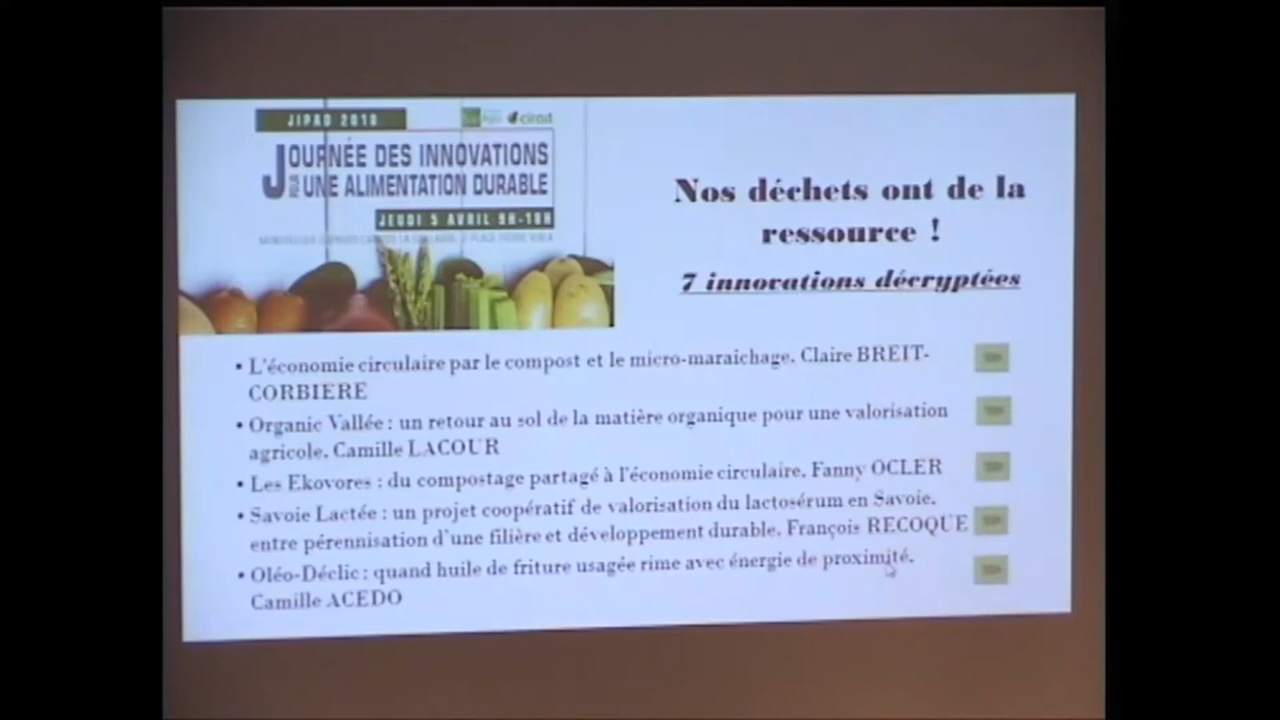 JIPAD 2018
cirad
JOURNÉE DES INNOVATIONS
POUR UNE ALIMENTATION DURABLE
JEUDI 5 AVRIL 9H-18H
Nos déchets ont de la
ressource !
7 innovations décryptées
• L'économie circulaire par le compost et le micro-maraichage. Claire BREIT-
CORBIERE
• Organic Vallée : un retour au sol de la matière organique pour une valorisation
agricole. Camille LACOUR
• Les Ekovores : du compostage partagé à l'économie circulaire. Fanny OCLER
• Savoie Lactée : un projet coopératif de valorisation du lactosérum en Savoie.
entre pérennisation d'une filière et développement durable. François RECOQUE
• Oléo-Déclic : quand huile de friture usagée rime avec énergie de proximité.
Camille ACEDO